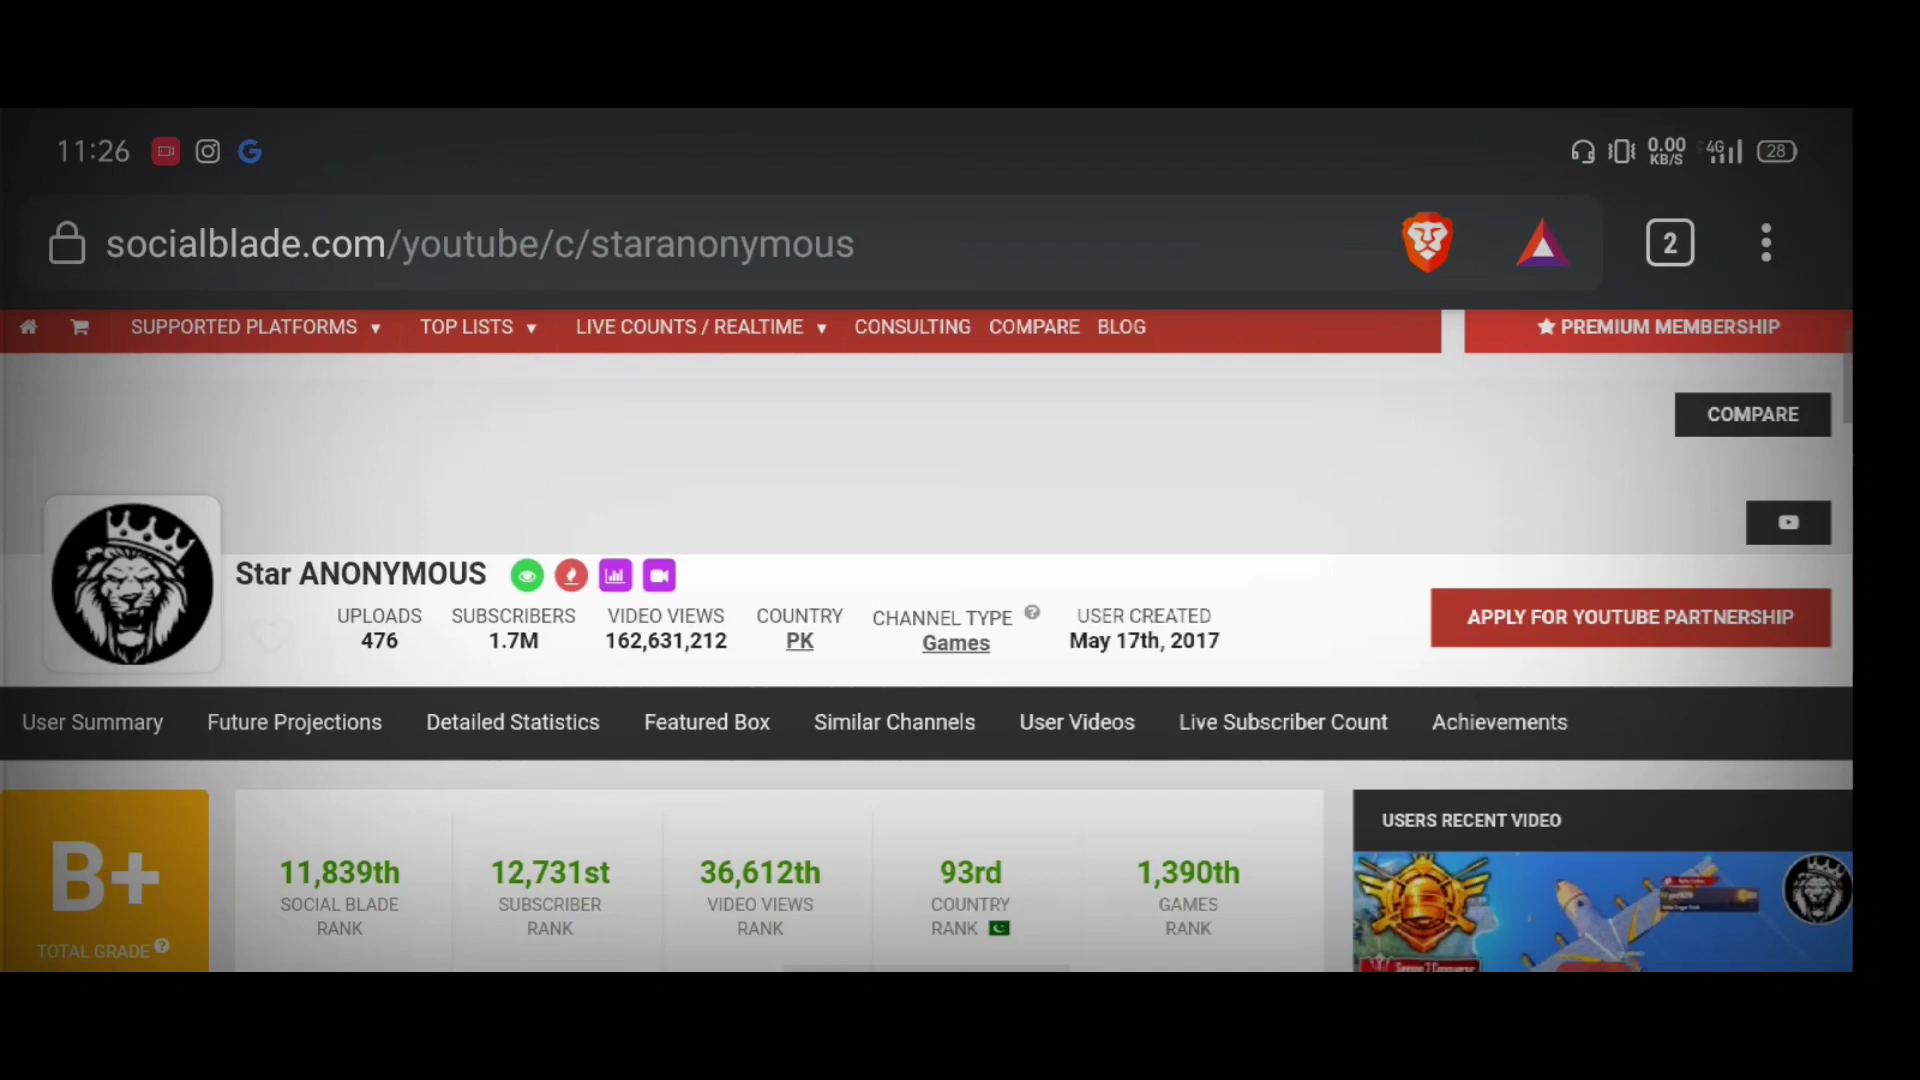 11:26
0.00
KB/S
4G
28
socialblade.com/youtube/c/staranonymous
2
SUPPORTED PLATFORMS ▼
TOP LISTS ▼
LIVE COUNTS / REALTIME ▼
CONSULTING
COMPARE
BLOG
PREMIUM MEMBERSHIP
COMPARE
Star ANONYMOUS
UPLOADS
476
SUBSCRIBERS
1.7M
VIDEO VIEWS
162,631,212
COUNTRY
PK
CHANNEL TYPE ?
Games
USER CREATED
May 17th, 2017
APPLY FOR YOUTUBE PARTNERSHIP
User Summary
Future Projections
Detailed Statistics
Featured Box
Similar Channels
User Videos
Live Subscriber Count
Achievements
B+
TOTAL GRADE ?
11,839th
SOCIAL BLADE
RANK
12,731st
SUBSCRIBER
RANK
36,612th
VIDEO VIEWS
RANK
93rd
COUNTRY
RANK
1,390th
GAMES
RANK
USERS RECENT VIDEO